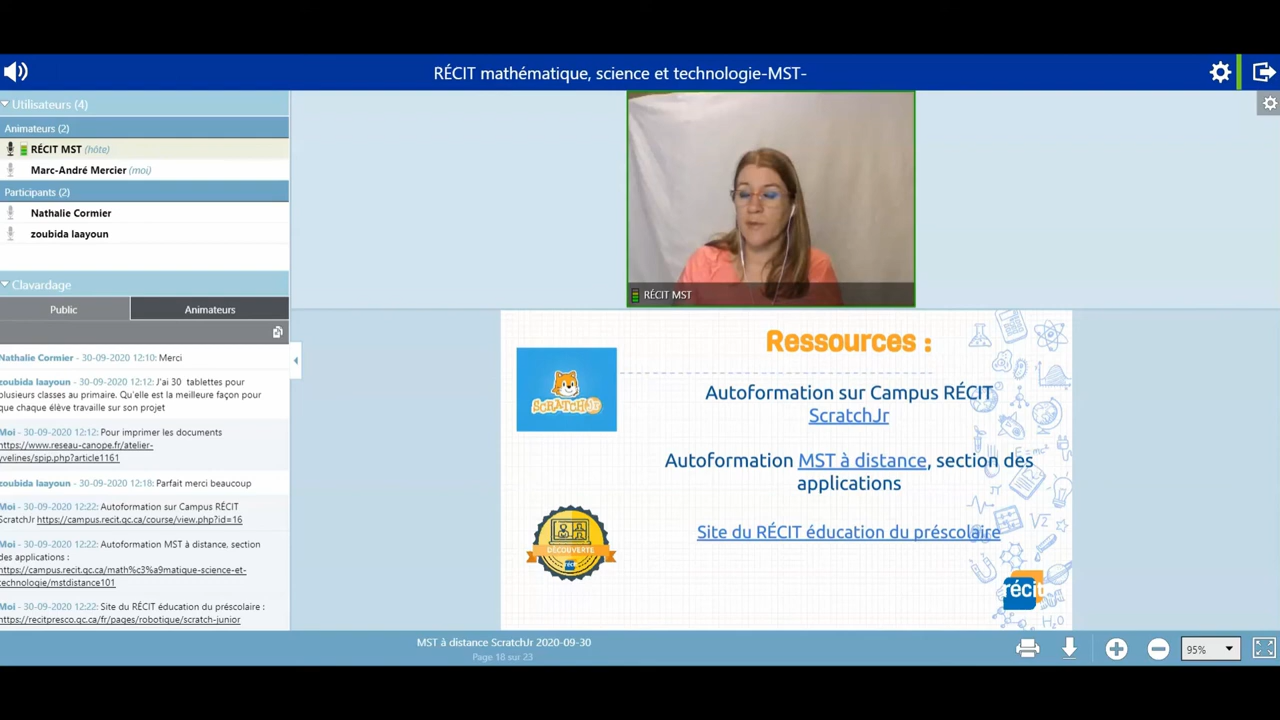 RÉCIT mathématique, science et technologie-MST-
Utilisateurs (4)
Animateurs (2)
RÉCIT MST (hôte)
Marc-André Mercier (moi)
Participants (2)
Nathalie Cormier
zoubida laayoun
Clavardage
Public
Animateurs
Nathalie Cormier - 30-09-2020 12:10: Merci
zoubida laayoun - 30-09-2020 12:12: J'ai 30 tablettes pour
plusieurs classes au primaire. Qu'elle est la meilleure façon pour
que chaque élève travaille sur son projet
Moi - 30-09-2020 12:12: Pour imprimer les documents
https://www.reseau-canope.fr/atelier-
yvelines/spip.php?article1161
zoubida laayoun - 30-09-2020 12:18: Parfait merci beaucoup
Moi - 30-09-2020 12:22: Autoformation sur Campus RÉCIT
ScratchJr https://campus.recit.qc.ca/course/view.php?id=16
Moi - 30-09-2020 12:22: Autoformation MST à distance, section
des applications :
https://campus.recit.qc.ca/math%c3%a9matique-science-et-
technologie/mstdistance101
Moi - 30-09-2020 12:22: Site du RÉCIT éducation du préscolaire :
https://recitpresco.qc.ca/fr/pages/robotique/scratch-junior
RÉCIT MST
Ressources :
SCRATCHJr
Autoformation sur Campus RÉCIT
ScratchJr
Autoformation MST à distance, section des
applications
Site du RÉCIT éducation du préscolaire
DÉCOUVERTE
récit
récit
H₂O
MST à distance ScratchJr 2020-09-30
Page 18 sur 23
95%